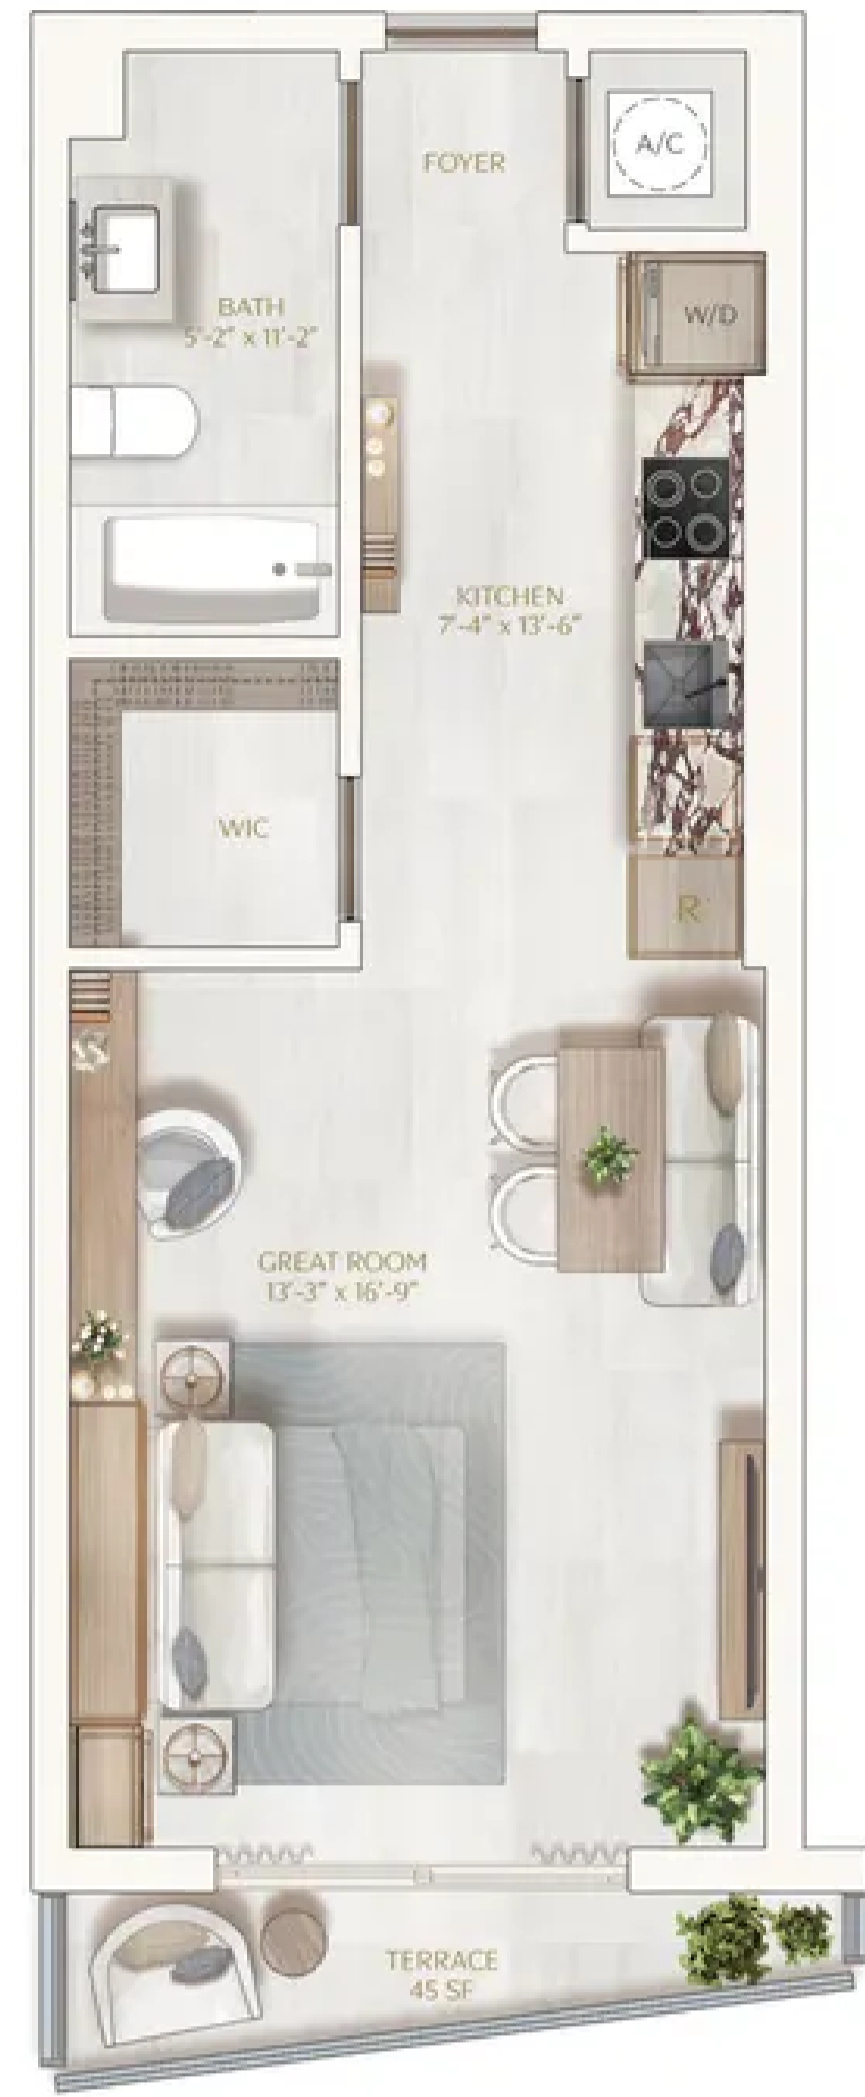 FOYER
A/C
BATH
5'-2" x 11'-2"
W/D
KITCHEN
7'-4" x 13'-6"
WIC
R
GREAT ROOM
13'-3" x 16'-9"
TERRACE
45 SF